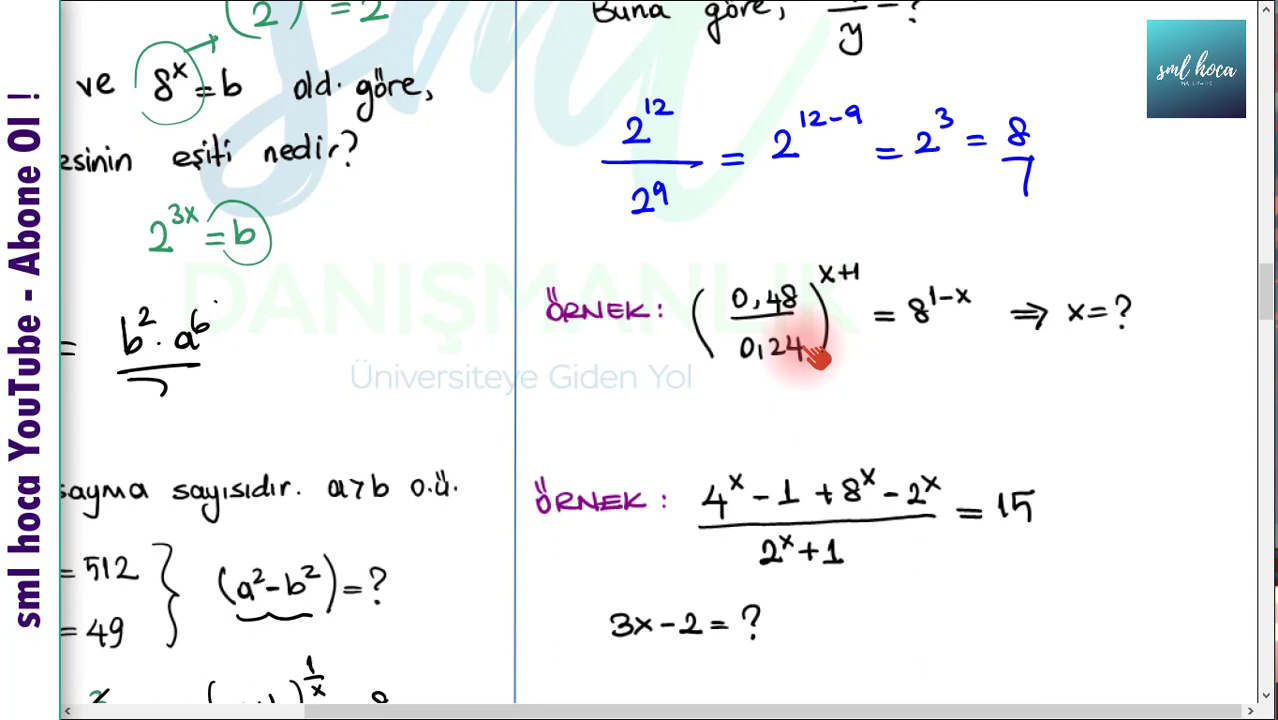 sml hoca YouTube - Abone Ol !
(2 ) = 2
ve 8^x = b old. göre,
esinin eşiti nedir?
2^{3x} = b
= b^2 . a^6
sayma sayısıdır. a>b o.ü.
= 512
= 49
(a^2 - b^2) = ?
1/x
Buna göre, /y = ?
sml hoca
2^{12} / 2^9 = 2^{12-9} = 2^3 = 8
DANIŞMANLIK
Üniversiteye Giden Yol
ÖRNEK: (0,48 / 0,24)^{x+1} = 8^{1-x} ⇒ x = ?
ÖRNEK: (4^x - 1 + 8^x - 2^x) / (2^x + 1) = 15
3x - 2 = ?